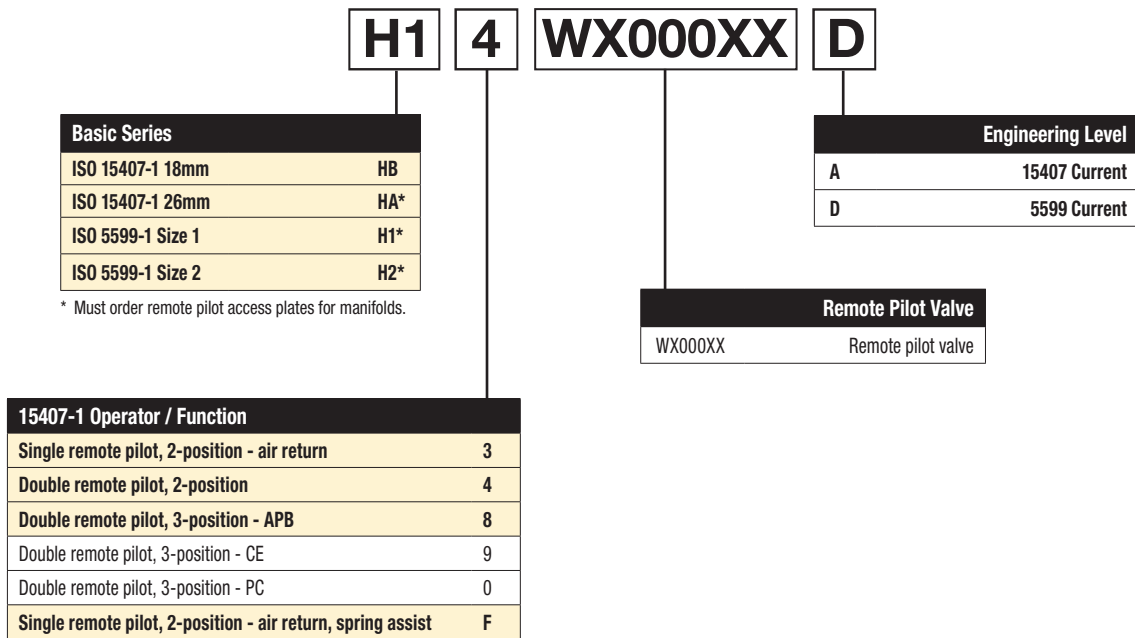 H1 4 WX000XX D
Basic Series
ISO 15407-1 18mm HB
ISO 15407-1 26mm HA*
ISO 5599-1 Size 1 H1*
ISO 5599-1 Size 2 H2*
* Must order remote pilot access plates for manifolds.
Engineering Level
A 15407 Current
D 5599 Current
Remote Pilot Valve
WX000XX Remote pilot valve
15407-1 Operator / Function
Single remote pilot, 2-position - air return 3
Double remote pilot, 2-position 4
Double remote pilot, 3-position - APB 8
Double remote pilot, 3-position - CE 9
Double remote pilot, 3-position - PC 0
Single remote pilot, 2-position - air return, spring assist F